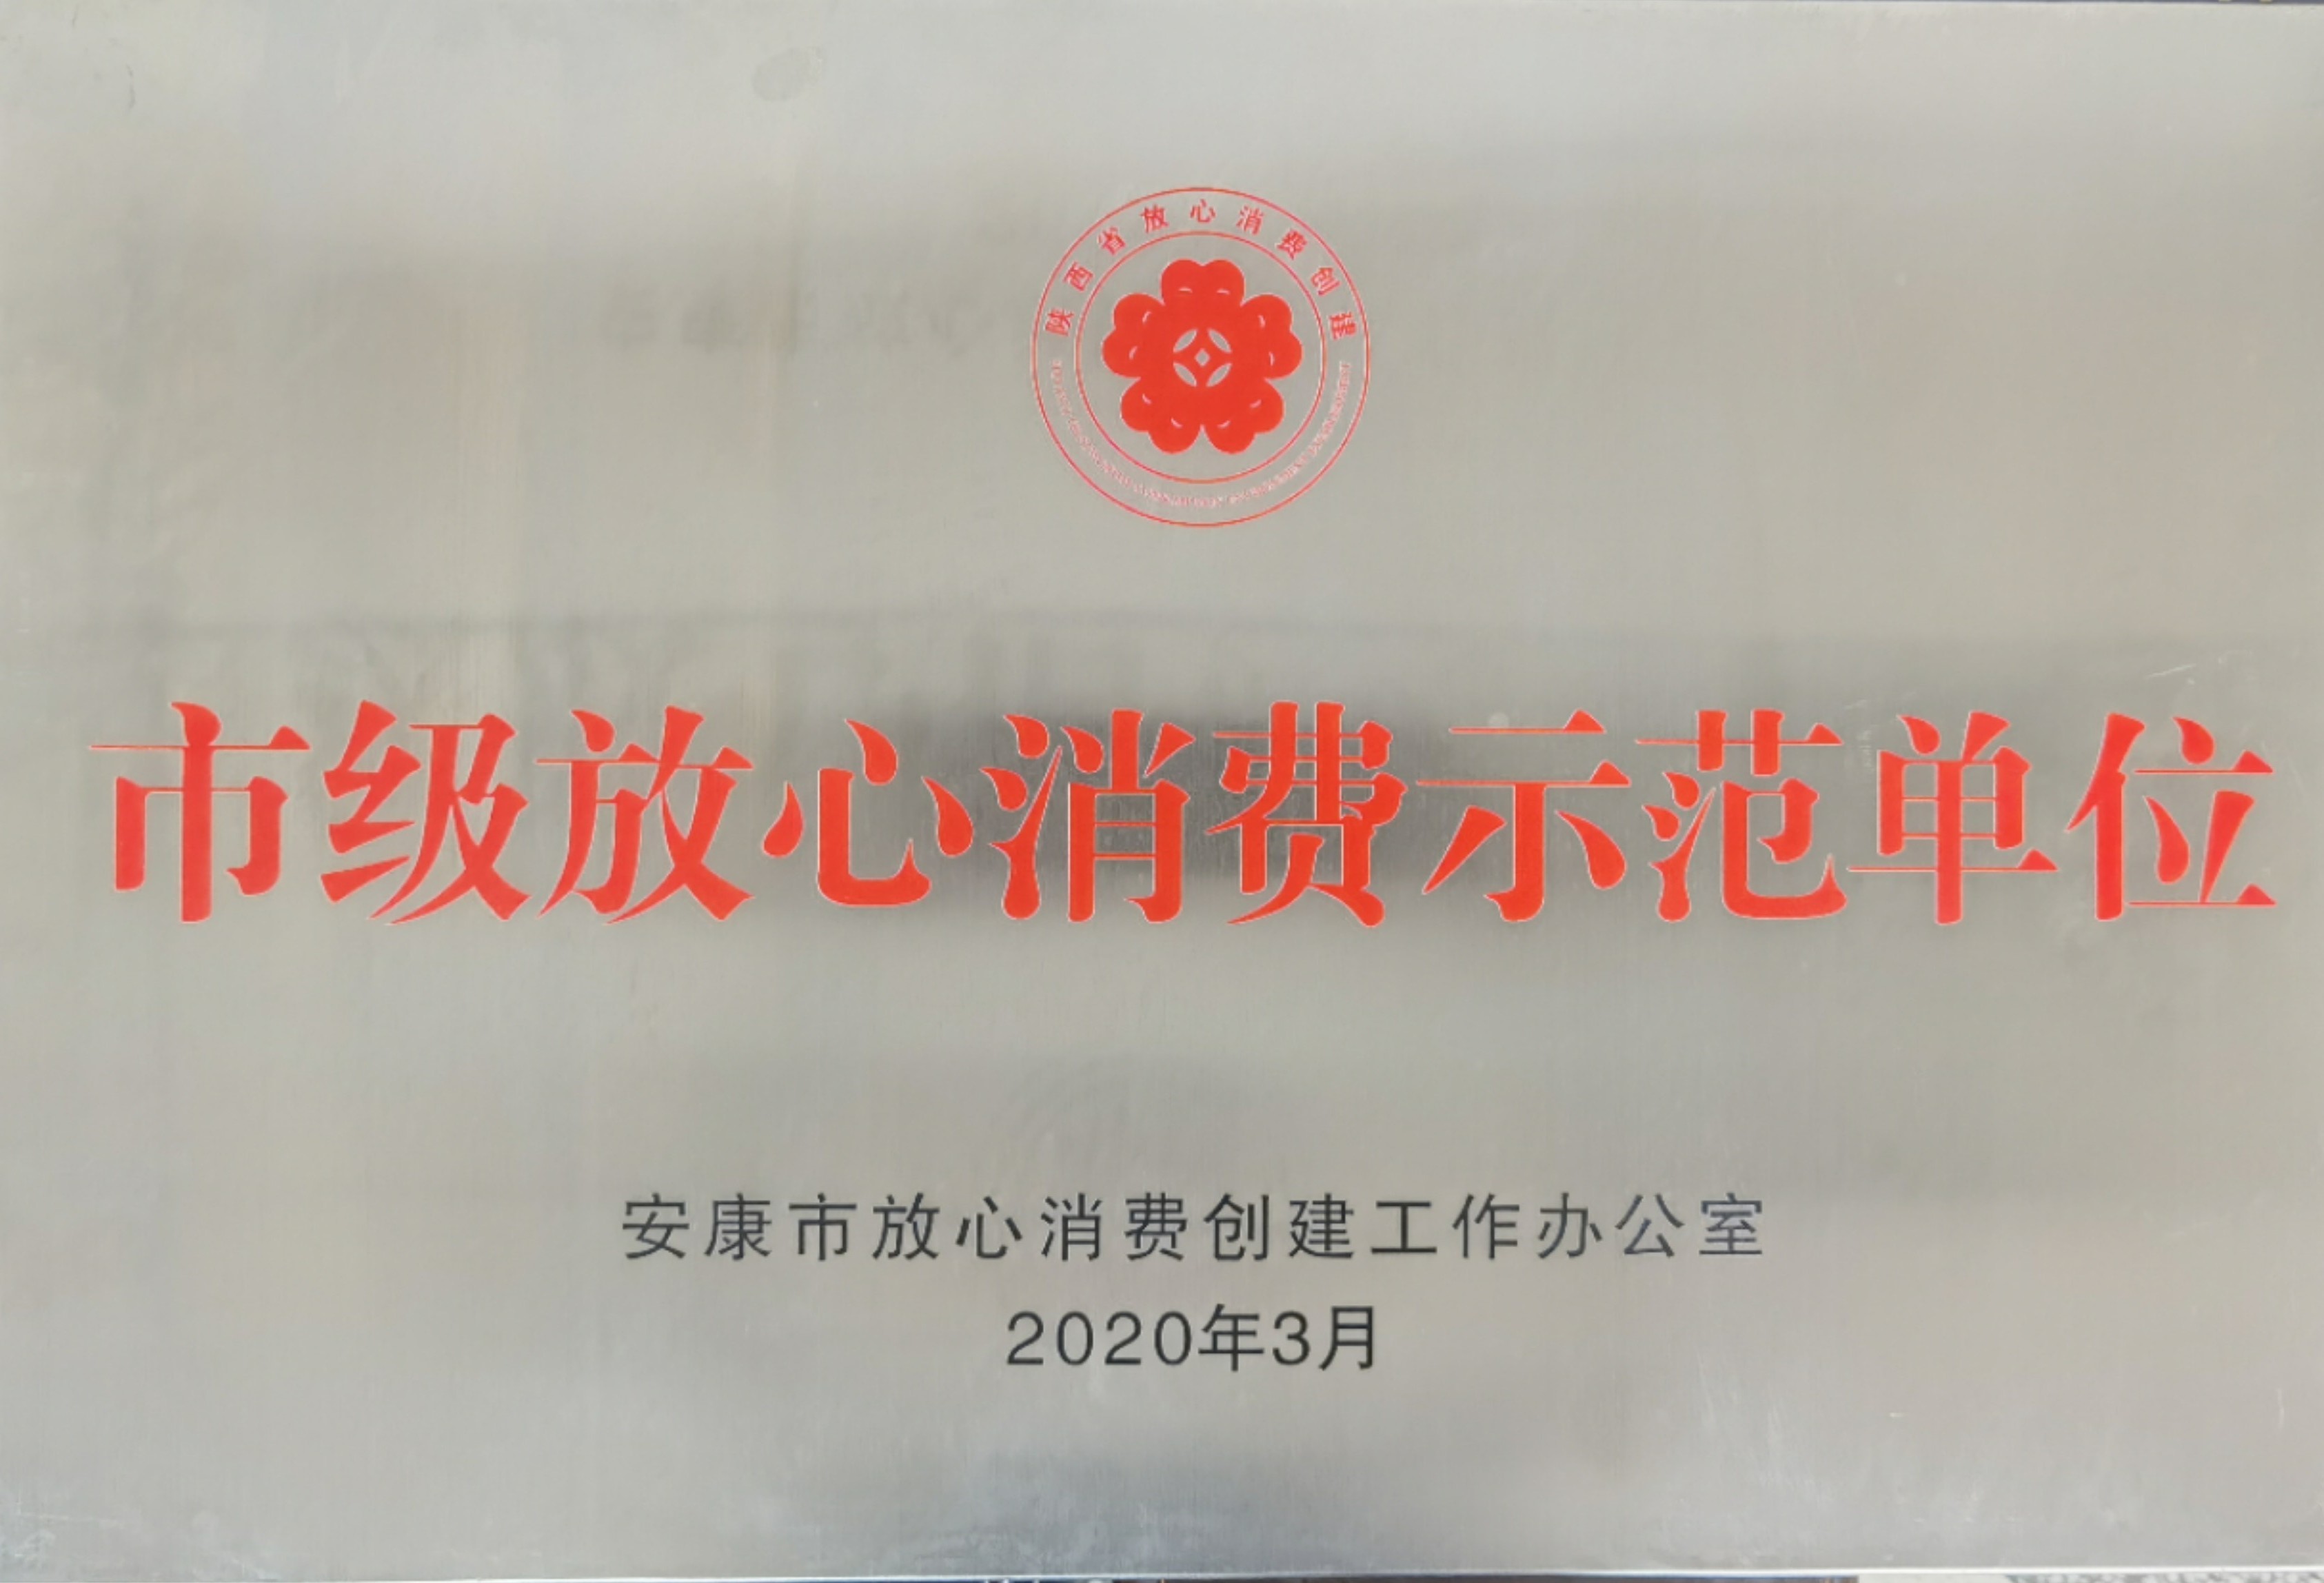 陕西省放心消费创建
市级放心消费示范单位
安康市放心消费创建工作办公室
2020年3月